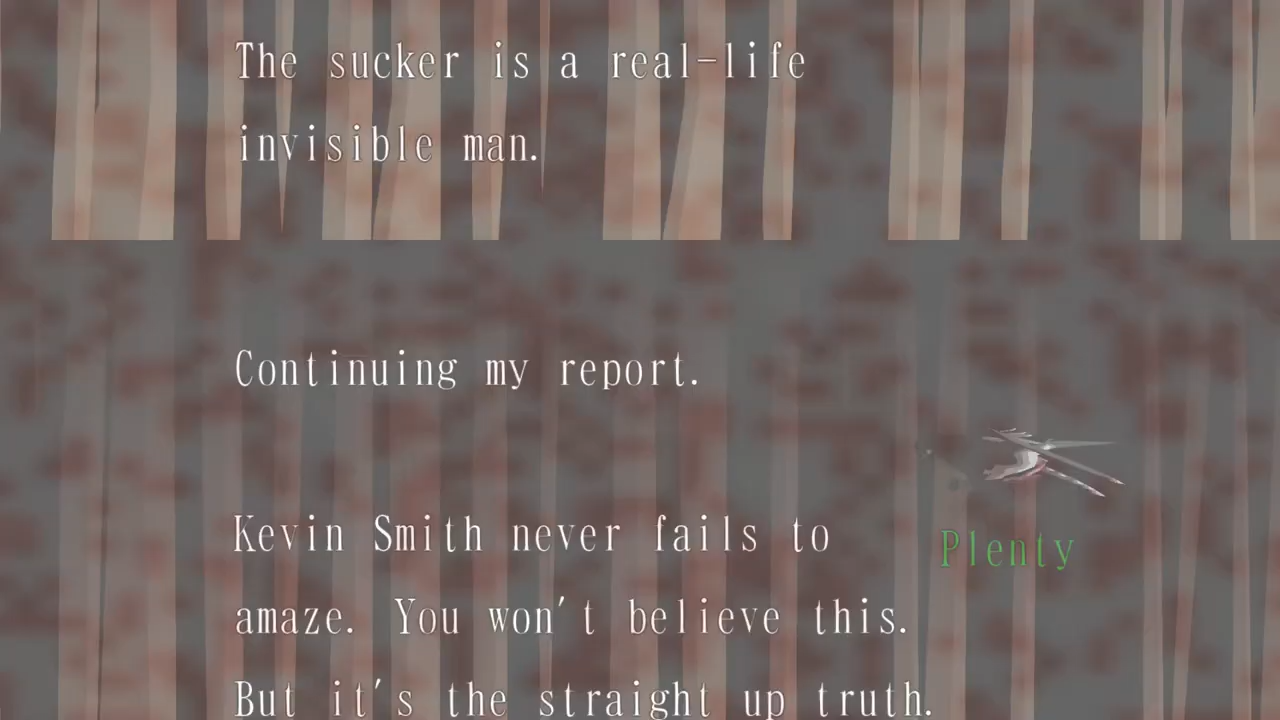 The sucker is a real-life
invisible man.
Continuing my report.
Kevin Smith never fails to
Plenty
amaze. You won't believe this.
But it's the straight up truth.